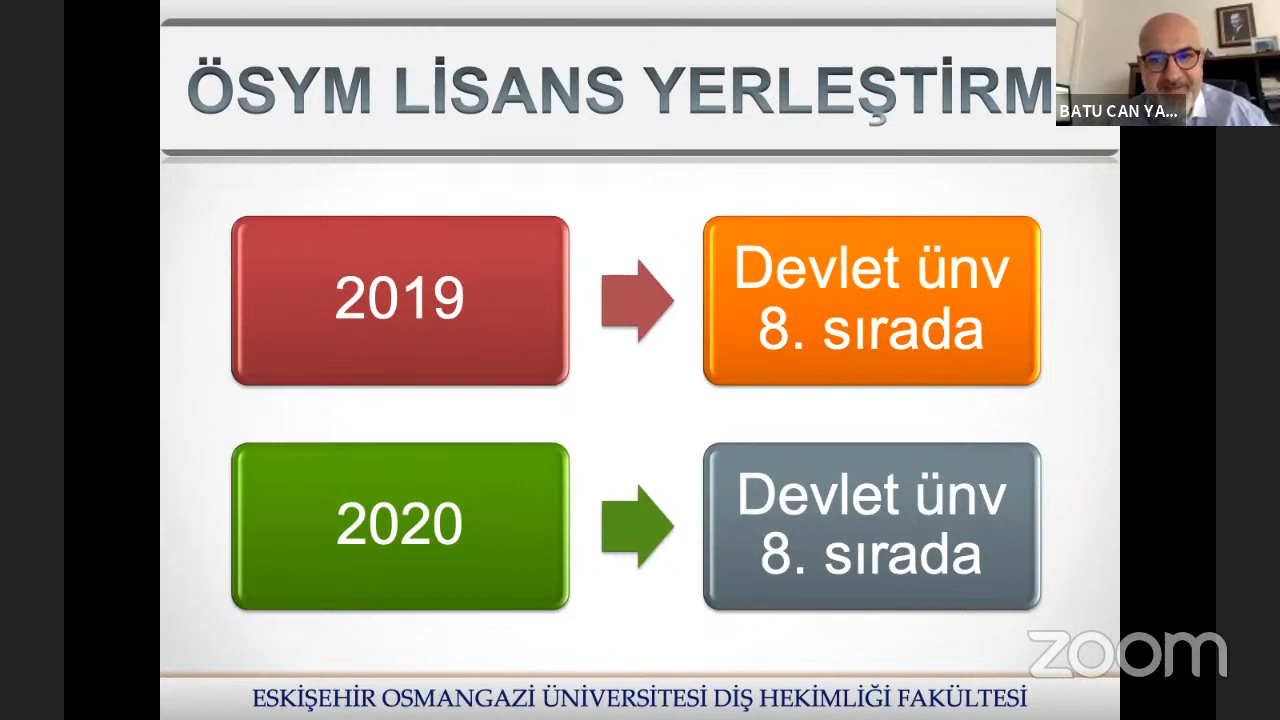 ÖSYM LİSANS YERLEŞTİRM
BATU CAN YA...
2019
Devlet ünv
8. sırada
2020
Devlet ünv
8. sırada
zoom
ESKİŞEHİR OSMANGAZİ ÜNİVERSİTESİ DİŞ HEKİMLİĞİ FAKÜLTESİ